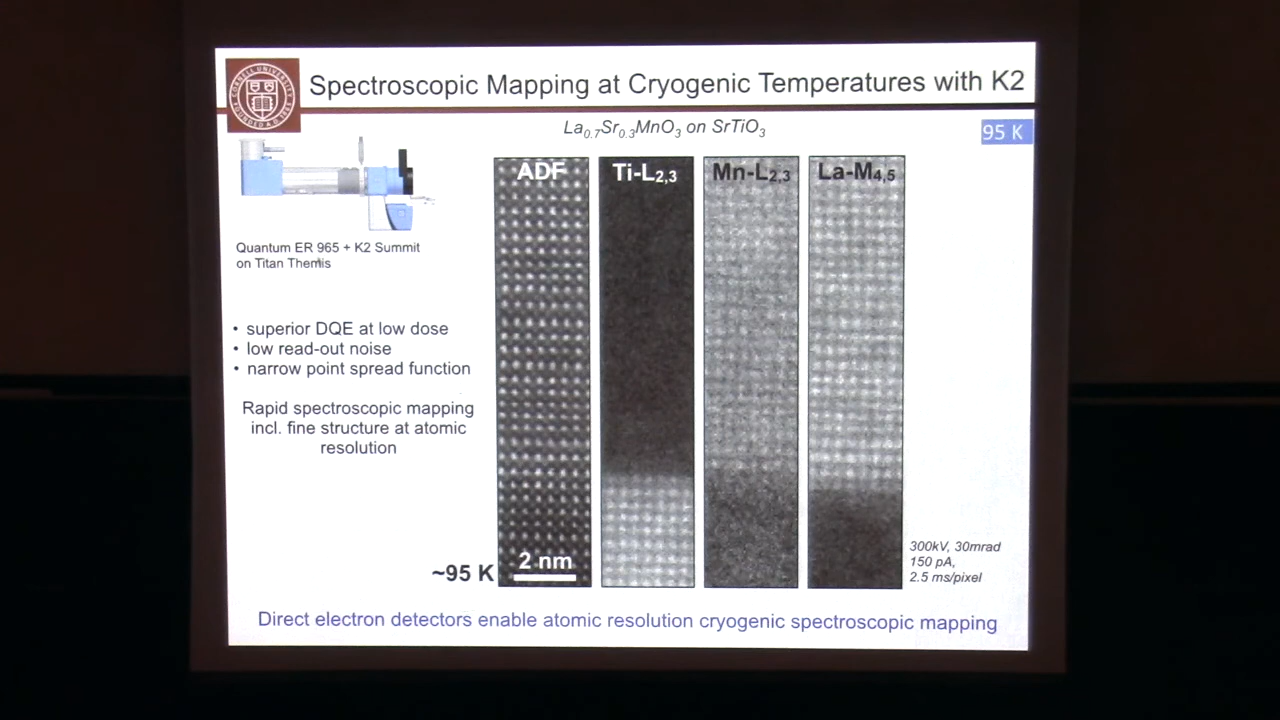 Spectroscopic Mapping at Cryogenic Temperatures with K2
La0.7Sr0.3MnO3 on SrTiO3
95 K
ADF
Ti-L2,3
Mn-L2,3
La-M4,5
Quantum ER 965 + K2 Summit
on Titan Themis
• superior DQE at low dose
• low read-out noise
• narrow point spread function
Rapid spectroscopic mapping
incl. fine structure at atomic
resolution
2 nm
~95 K
300kV, 30mrad
150 pA,
2.5 ms/pixel
Direct electron detectors enable atomic resolution cryogenic spectroscopic mapping